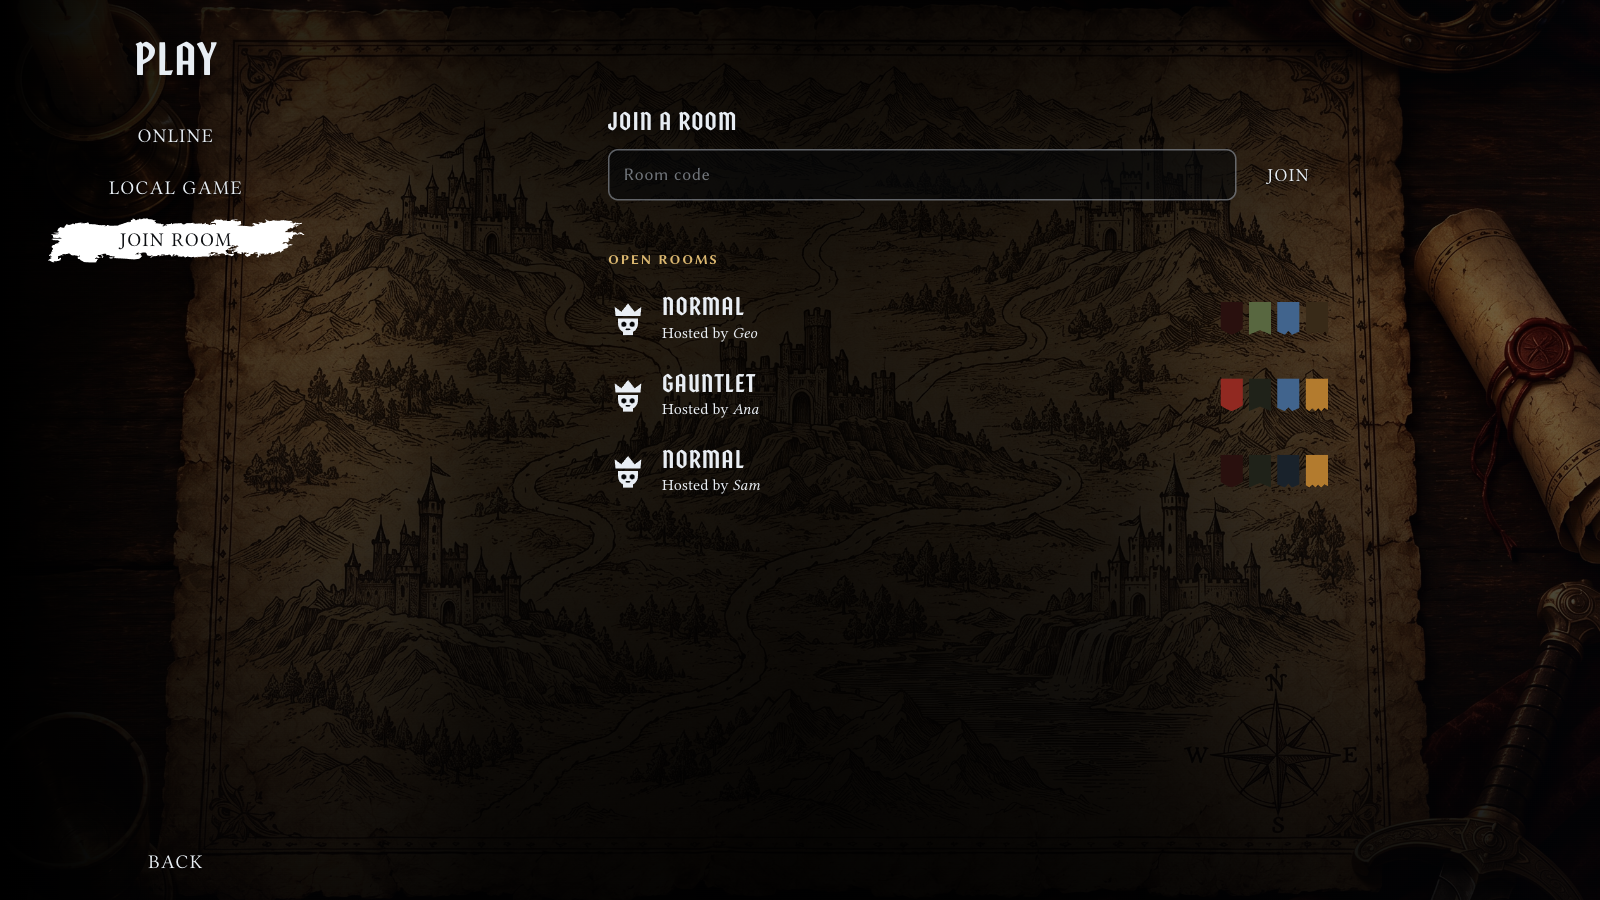 PLAY
ONLINE
LOCAL GAME
JOIN ROOM
BACK
JOIN A ROOM
Room code
JOIN
OPEN ROOMS
NORMAL
Hosted by Geo
GAUNTLET
Hosted by Ana
NORMAL
Hosted by Sam
N
W
E
S